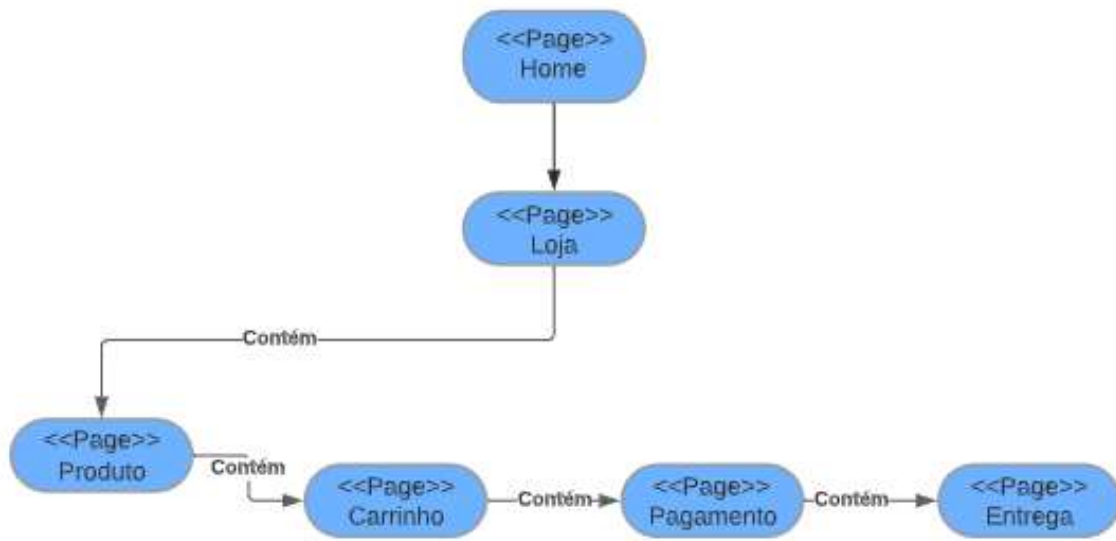 <<Page>>
Home
<<Page>>
Loja
Contém
<<Page>>
Produto
Contém
<<Page>>
Carrinho
Contém
<<Page>>
Pagamento
Contém
<<Page>>
Entrega